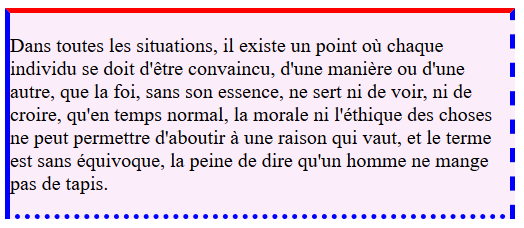 Dans toutes les situations, il existe un point où chaque
individu se doit d'être convaincu, d'une manière ou d'une
autre, que la foi, sans son essence, ne sert ni de voir, ni de
croire, qu'en temps normal, la morale ni l'éthique des choses
ne peut permettre d'aboutir à une raison qui vaut, et le terme
est sans équivoque, la peine de dire qu'un homme ne mange
pas de tapis.